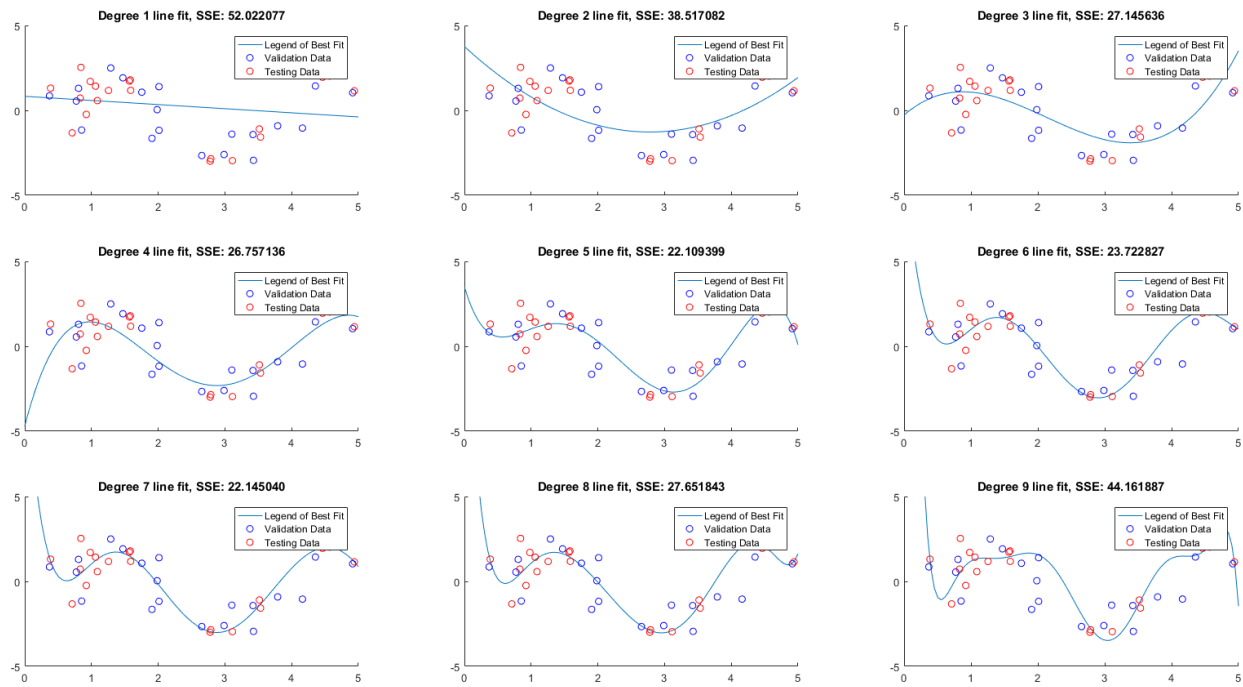 Degree 1 line fit, SSE: 52.022077
5
Legend of Best Fit
Validation Data
Testing Data
0
-5
0 1 2 3 4 5
Degree 2 line fit, SSE: 38.517082
5
Legend of Best Fit
Validation Data
Testing Data
0
-5
0 1 2 3 4 5
Degree 3 line fit, SSE: 27.145636
5
Legend of Best Fit
Validation Data
Testing Data
0
-5
0 1 2 3 4 5
Degree 4 line fit, SSE: 26.757136
5
Legend of Best Fit
Validation Data
Testing Data
0
-5
0 1 2 3 4 5
Degree 5 line fit, SSE: 22.109399
5
Legend of Best Fit
Validation Data
Testing Data
0
-5
0 1 2 3 4 5
Degree 6 line fit, SSE: 23.722827
5
Legend of Best Fit
Validation Data
Testing Data
0
-5
0 1 2 3 4 5
Degree 7 line fit, SSE: 22.145040
5
Legend of Best Fit
Validation Data
Testing Data
0
-5
0 1 2 3 4 5
Degree 8 line fit, SSE: 27.651843
5
Legend of Best Fit
Validation Data
Testing Data
0
-5
0 1 2 3 4 5
Degree 9 line fit, SSE: 44.161887
5
Legend of Best Fit
Validation Data
Testing Data
0
-5
0 1 2 3 4 5